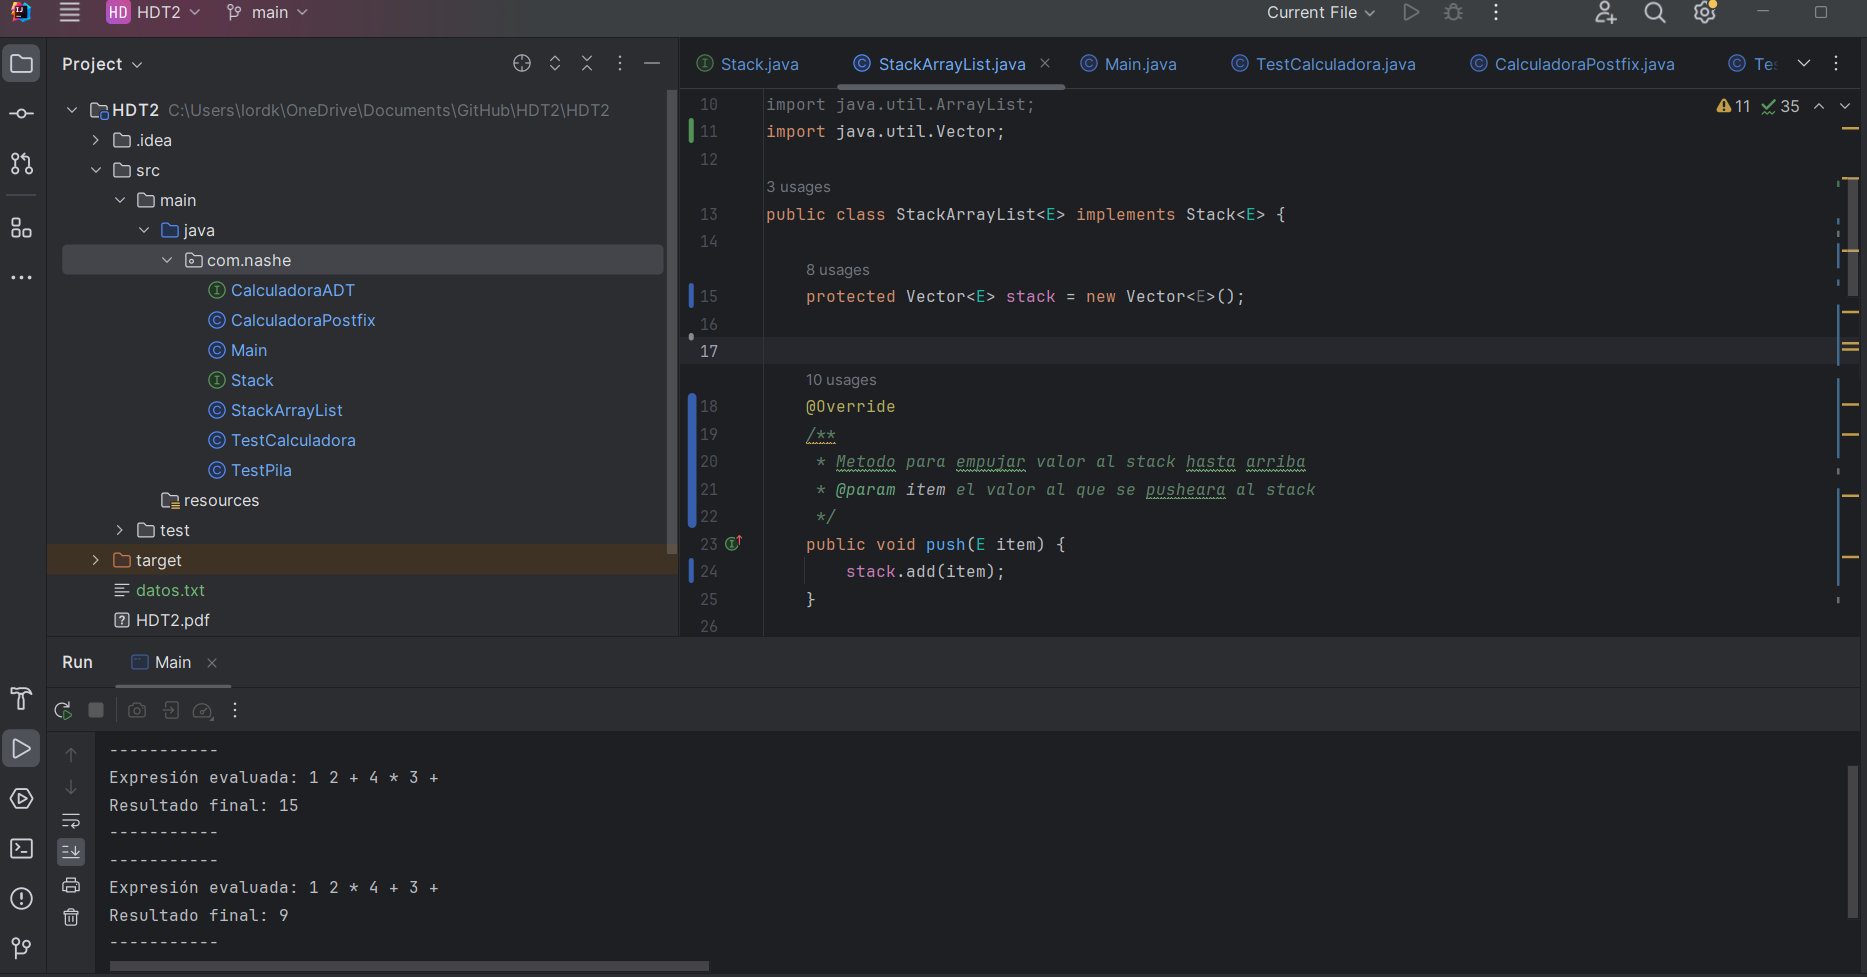 HD HDT2 main Current File
Project
HDT2 C:\Users\lordk\OneDrive\Documents\GitHub\HDT2\HDT2
.idea
src
main
java
com.nashe
CalculadoraADT
CalculadoraPostfix
Main
Stack
StackArrayList
TestCalculadora
TestPila
resources
test
target
datos.txt
HDT2.pdf
Stack.java StackArrayList.java Main.java TestCalculadora.java CalculadoraPostfix.java Te
11 35
10 import java.util.ArrayList;
11 import java.util.Vector;
12
3 usages
13 public class StackArrayList<E> implements Stack<E> {
14
8 usages
15 protected Vector<E> stack = new Vector<E>();
16
17
10 usages
18 @Override
19 /**
20 * Metodo para empujar valor al stack hasta arriba
21 * @param item el valor al que se pusheara al stack
22 */
23 public void push(E item) {
24 stack.add(item);
25 }
26
Run Main
-----------
Expresión evaluada: 1 2 + 4 * 3 +
Resultado final: 15
-----------
-----------
Expresión evaluada: 1 2 * 4 + 3 +
Resultado final: 9
-----------